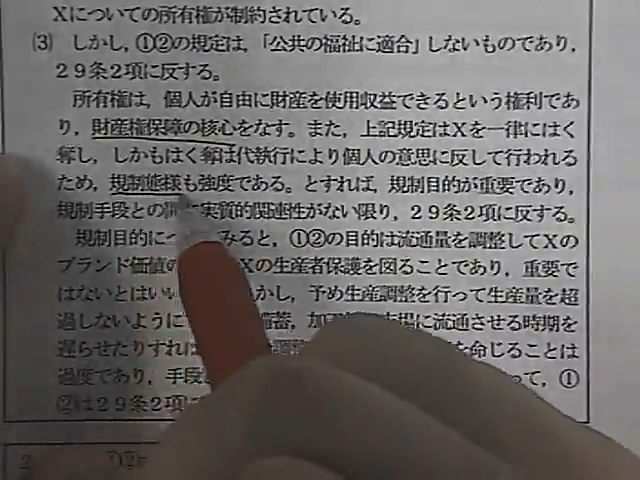 Xについての所有権が制約されている。
(3) しかし，①②の規定は，「公共の福祉に適合」しないものであり，
29条2項に反する。
所有権は，個人が自由に財産を使用収益できるという権利であ
り，財産権保障の核心をなす。また，上記規定はXを一律にはく
奪し，しかもはく奪は代執行により個人の意思に反して行われる
ため，規制態様も強度である。とすれば，規制目的が重要であり，
規制手段との 実質的関連性がない限り，29条2項に反する。
規制目的に みると，①②の目的は流通量を調整してXの
ブランド価値の Xの生産者保護を図ることであり，重要で
はないとはい かし，予め生産調整を行って生産量を超
過しないように 備蓄，加 市場に流通させる時期を
遅らせたりすれば 調整 を命じることは
過度であり，手段 って，①
②は29条2項に
2 ①②